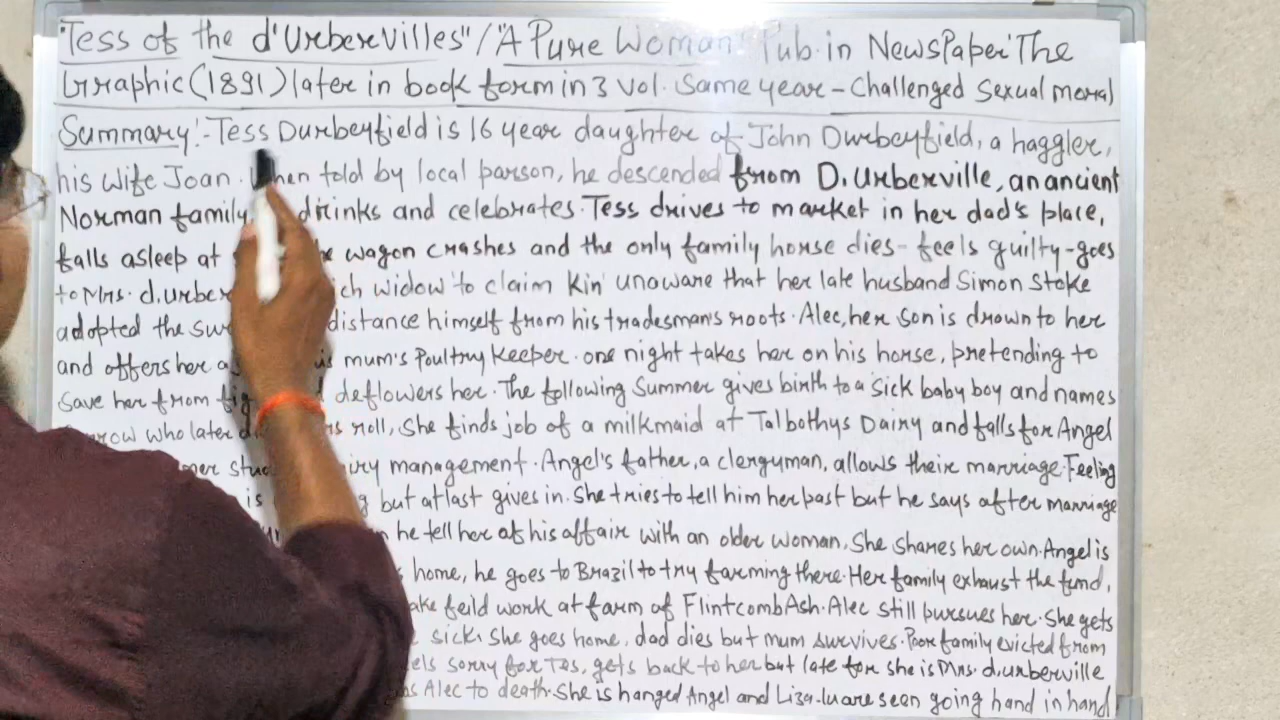 "Tess of the d'Urbervilles"/"A Pure Woman" Pub. in NewsPaper'The
Graphic(1891) later in book form in 3 vol. Same year - Challenged Sexual moral
Summary:- Tess Durbeyfield is 16 year daughter of John Durbeyfield, a haggler,
his wife Joan. When told by local parson, he descended from D. Urberville, an ancient
Norman family drinks and celebrates. Tess drives to market in her dad's place,
falls asleep at wagon crashes and the only family horse dies - feels guilty - goes
to Mrs. d.urber ich widow 'to claim Kin' unaware that her late husband Simon Stoke
adopted the distance himself from his tradesman's roots. Alec, her son is drawn to her
and offers her a mum's Poultry Keeper. one night takes her on his horse, pretending to
save her from deflowers her. The following Summer gives birth to a sick baby boy and names
who later roll, She finds job of a milkmaid at Talbothys Dairy and falls for Angel
management. Angel's father, a clergyman, allows their marriage. Feeling
is but at last gives in. She tries to tell him her past but he says after marriage
he tell her of his affair with an older woman, She shares her own. Angel is
home, he goes to Brazil to try farming there. Her family exhaust the fund,
ake feild work at farm of Flintcomb Ash. Alec still pursues her. She gets
sick. She goes home, dad dies but mum survives. Poor family evicted from
els sorry for Tes, gets back to her but late for she is Mrs. d.urberville
Alec to death. She is hanged Angel and Liza-lu are seen going hand in hand